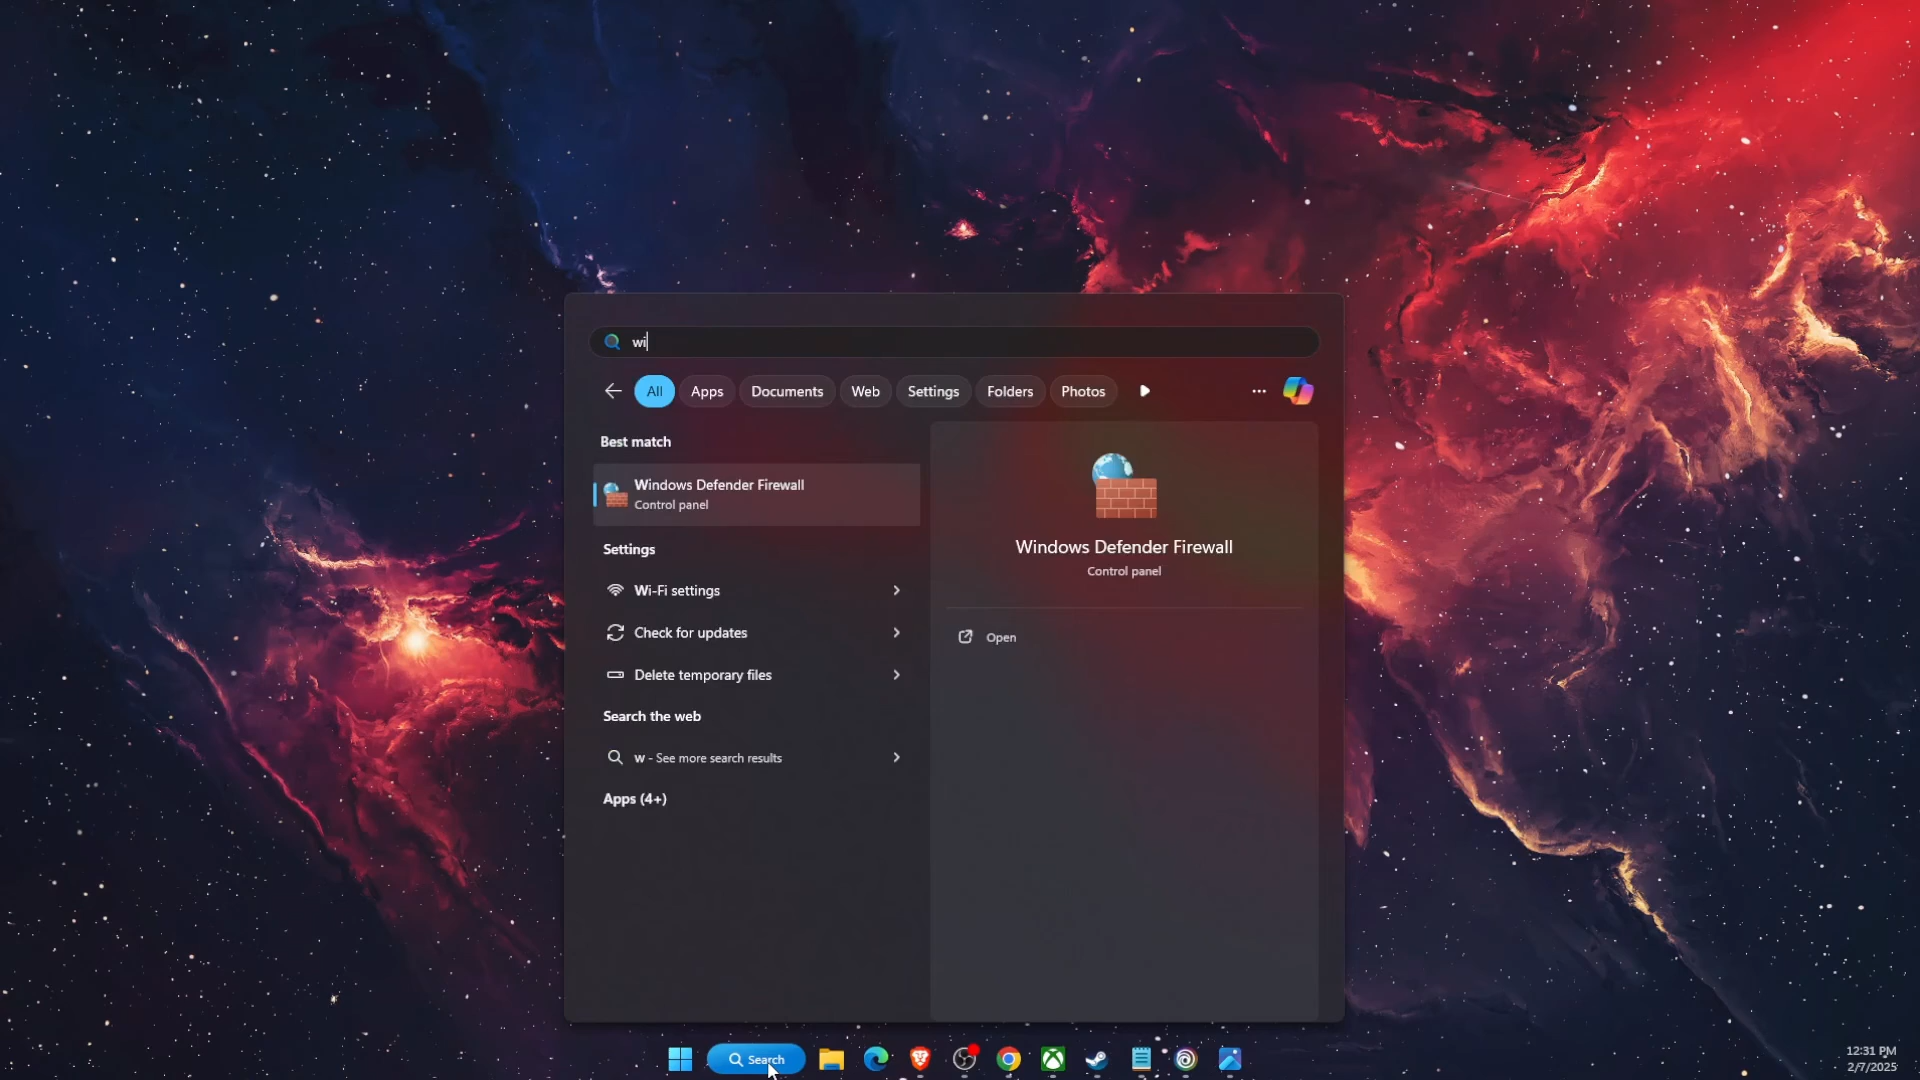 wi
All Apps Documents Web Settings Folders Photos
Best match
Windows Defender Firewall
Control panel
Settings
Wi-Fi settings
Check for updates
Delete temporary files
Search the web
w - See more search results
Apps (4+)
Windows Defender Firewall
Control panel
Open
Search
12:31 PM
2/7/2025